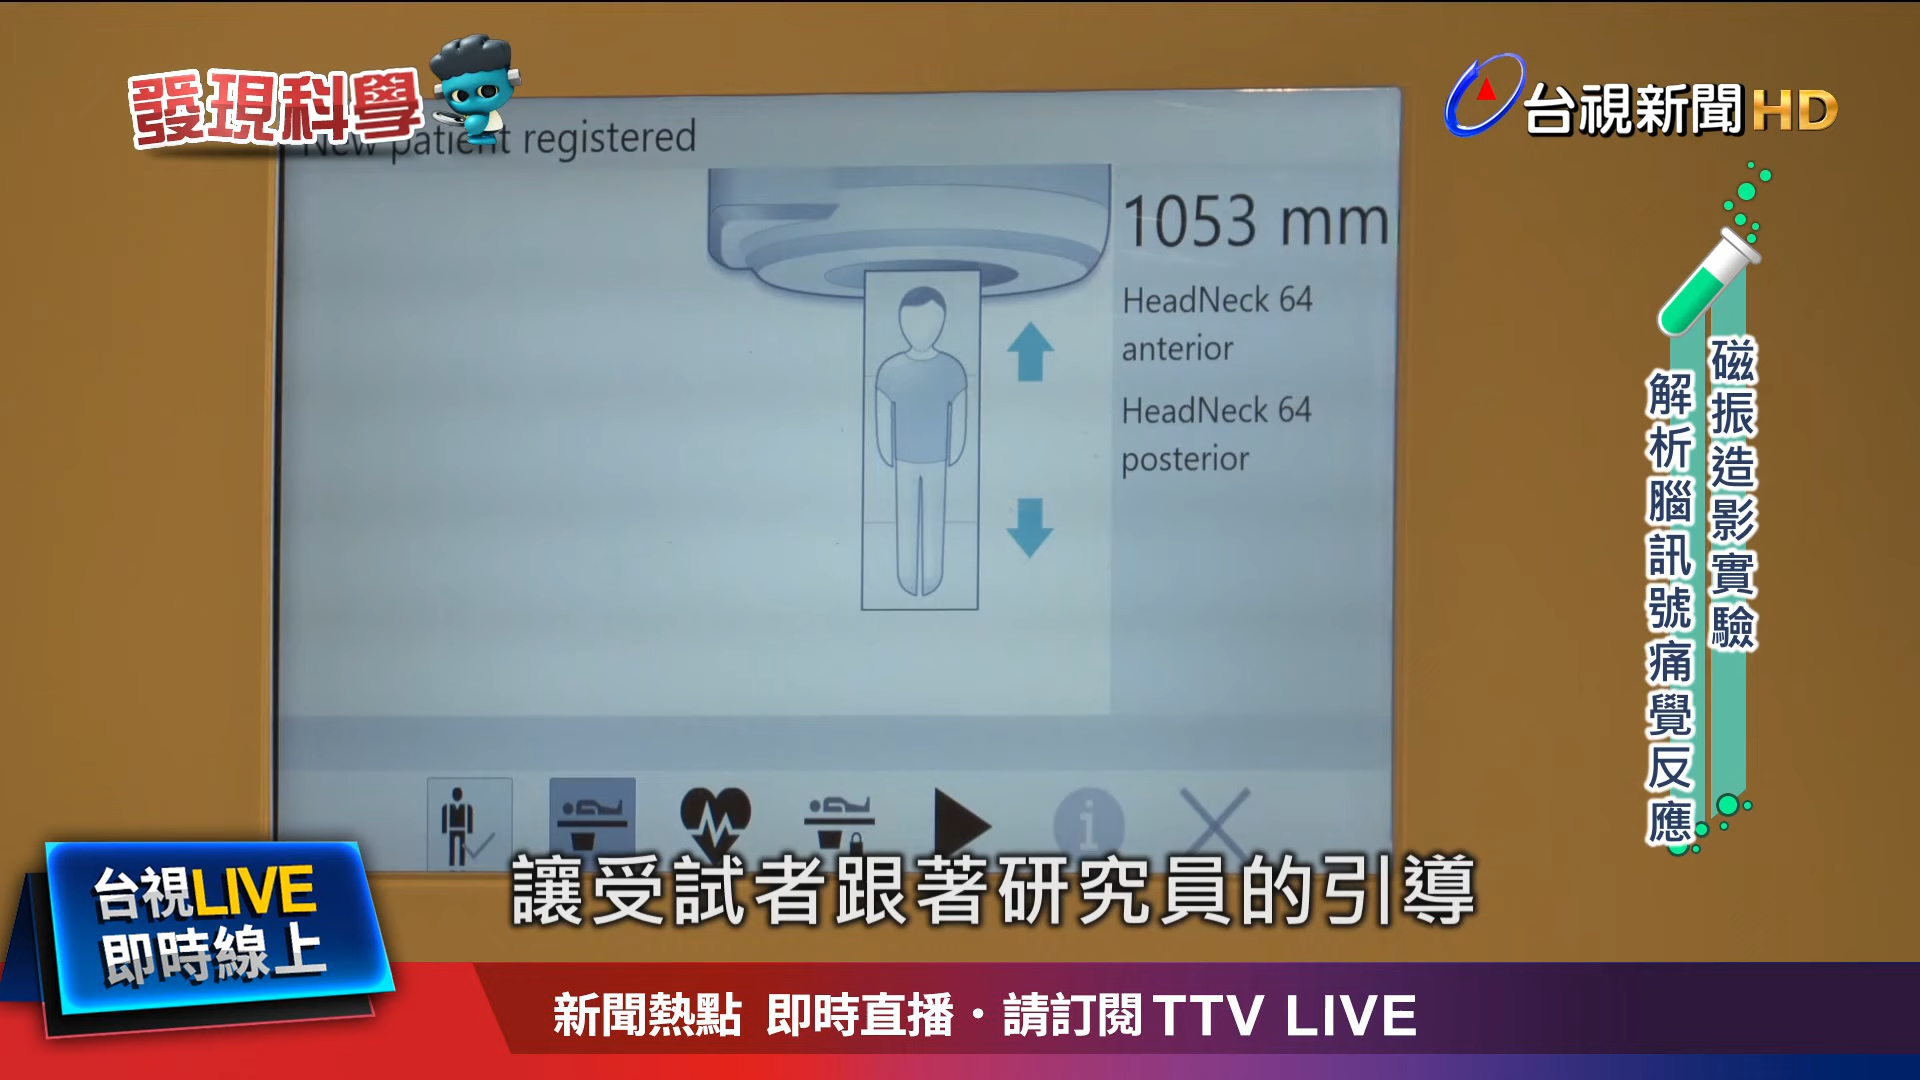 發現科學
台視新聞HD
New patient registered
1053 mm
HeadNeck 64
anterior
HeadNeck 64
posterior
磁振造影實驗
解析腦訊號痛覺反應
讓受試者跟著研究員的引導
台視LIVE
即時線上
新聞熱點 即時直播・請訂閱TTV LIVE